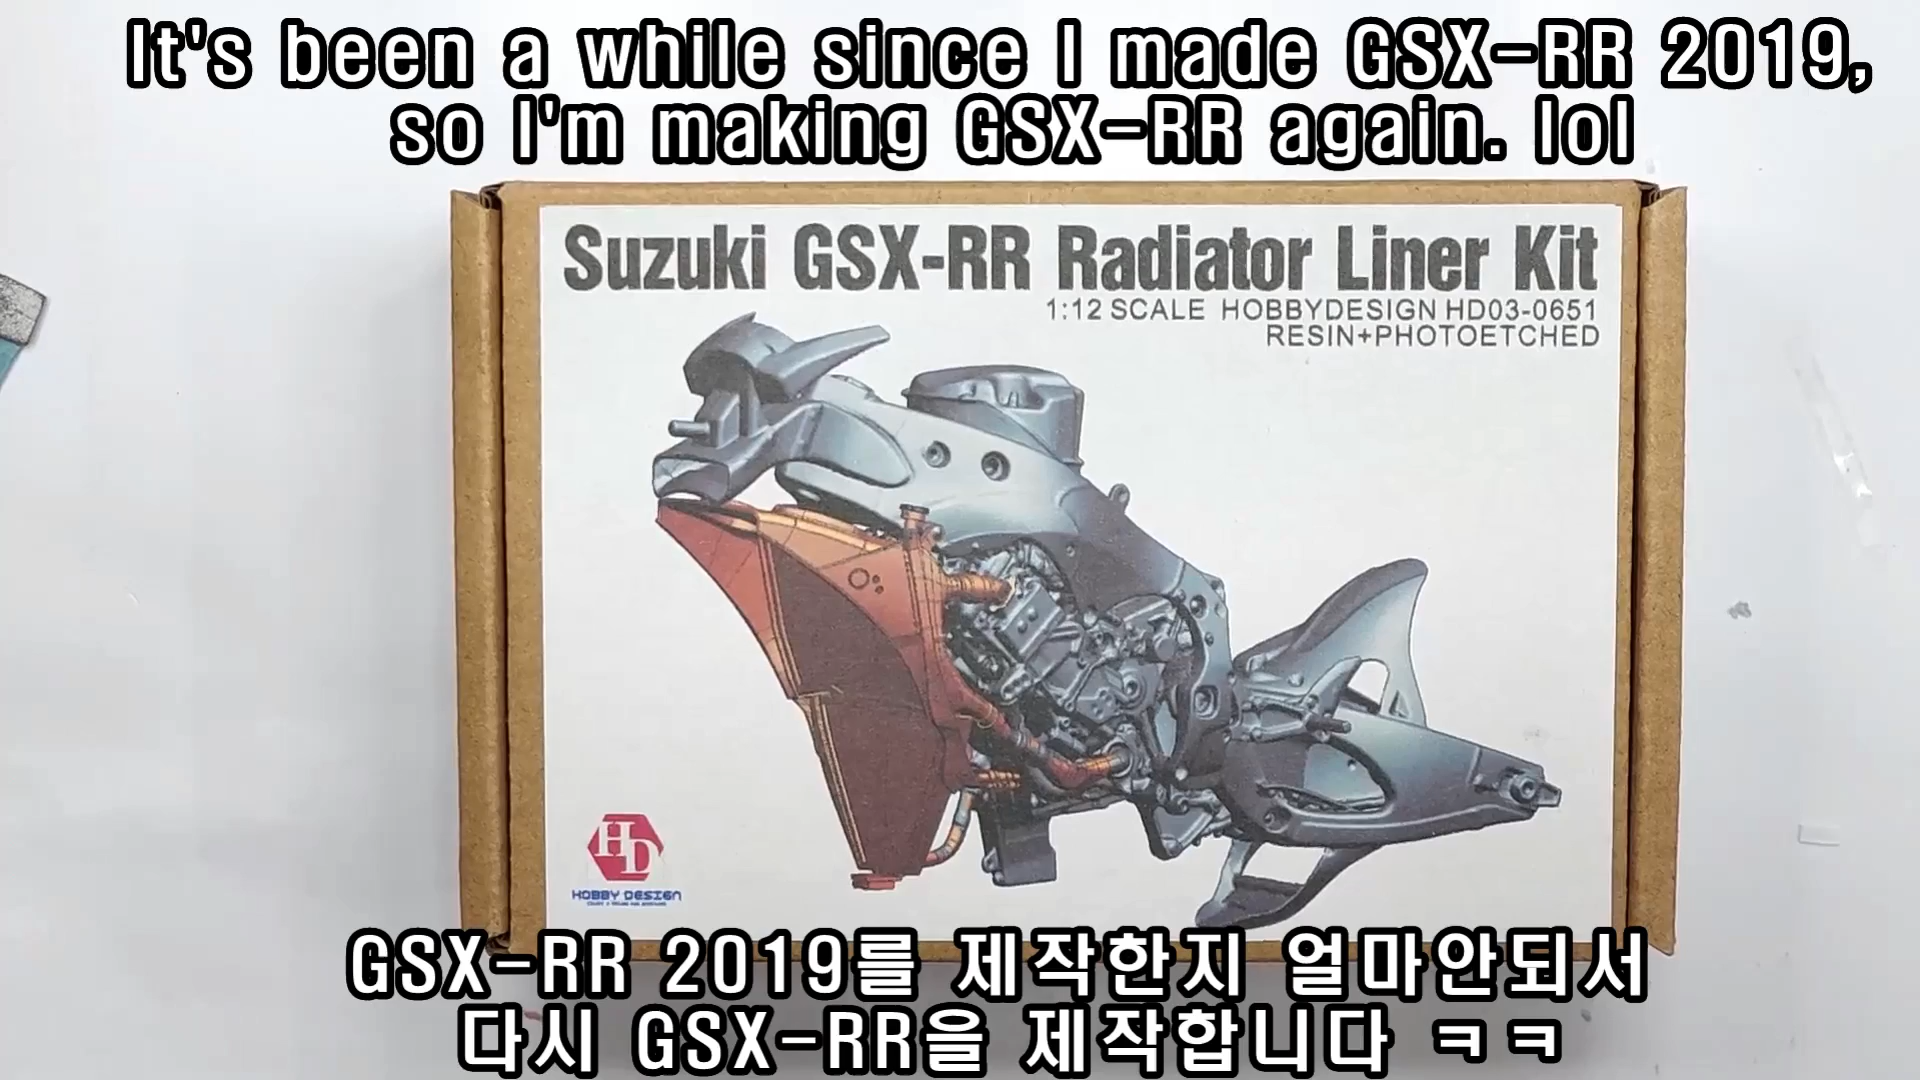 It's been a while since I made GSX-RR 2019,
so I'm making GSX-RR again. lol
Suzuki GSX-RR Radiator Liner Kit
1:12 SCALE HOBBYDESIGN HD03-0651
RESIN+PHOTOETCHED
HD
HOBBY DESIGN
GSX-RR 2019를 제작한지 얼마안되서
다시 GSX-RR을 제작합니다 ㅋㅋ